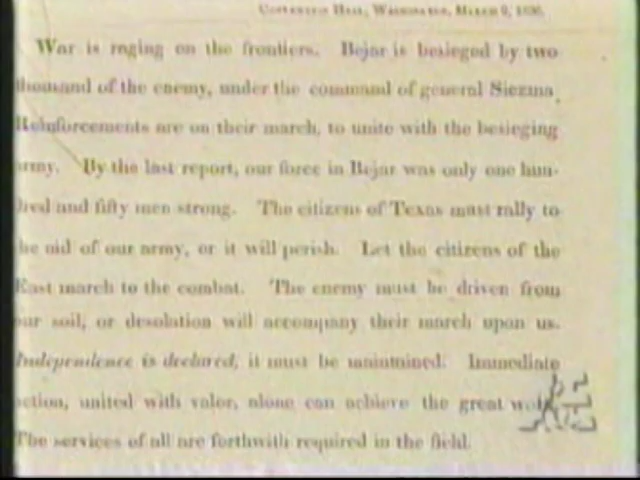 Convention Hall, Washington, March 2, 1836.
War is raging on the frontiers. Bejar is besieged by two
thousand of the enemy, under the command of general Siezma.
Reinforcements are on their march, to unite with the besieging
army. By the last report, our force in Bejar was only one hun-
dred and fifty men strong. The citizens of Texas must rally to
the aid of our army, or it will perish. Let the citizens of the
East march to the combat. The enemy must be driven from
our soil, or desolation will accompany their march upon us.
Independence is declared, it must be maintained. Immediate
action, united with valor, alone can achieve the great work.
The services of all are forthwith required in the field.